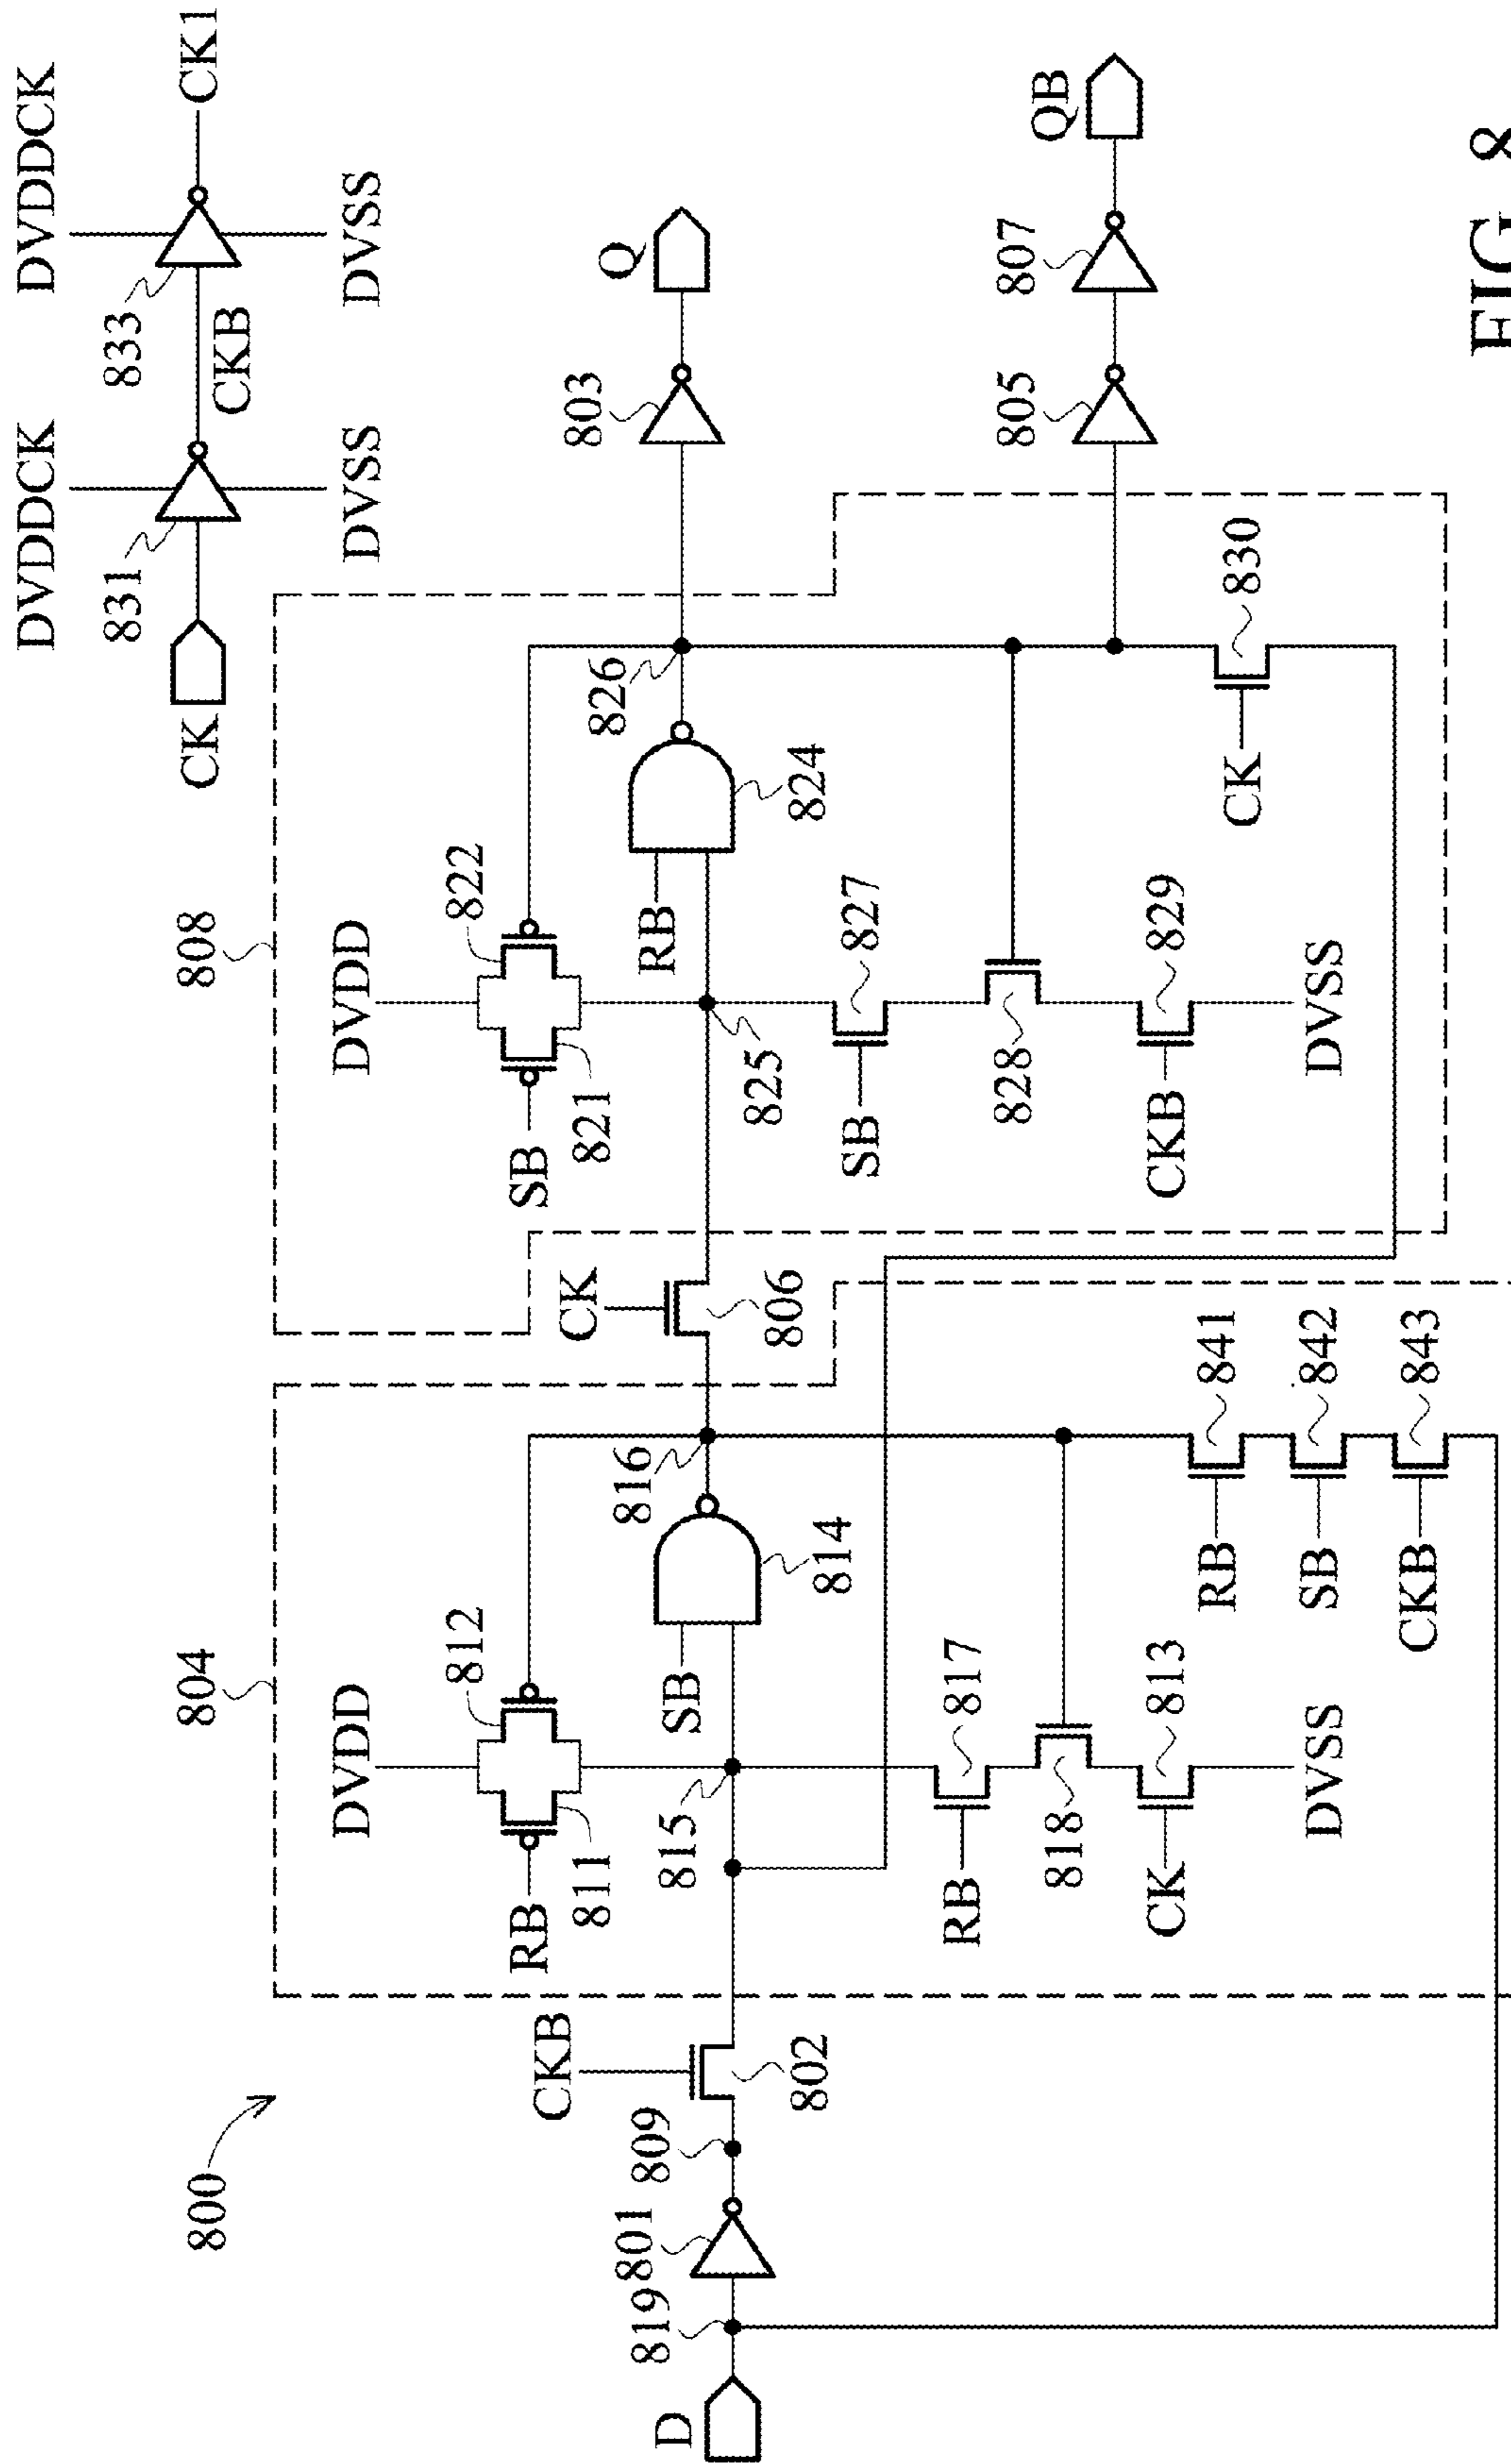 800
D
819
801
809
CKB
802
804
DVDD
RB
811
812
815
SB
814
816
RB
817
818
CK
813
DVSS
RB
841
SB
842
CKB
843
CK
806
808
DVDD
SB
821
822
825
RB
824
826
SB
827
828
CKB
829
DVSS
CK
830
803
Q
805
807
QB
CK
831
DVDDCK
DVSS
CKB
833
DVDDCK
DVSS
CK1
FIG. 8